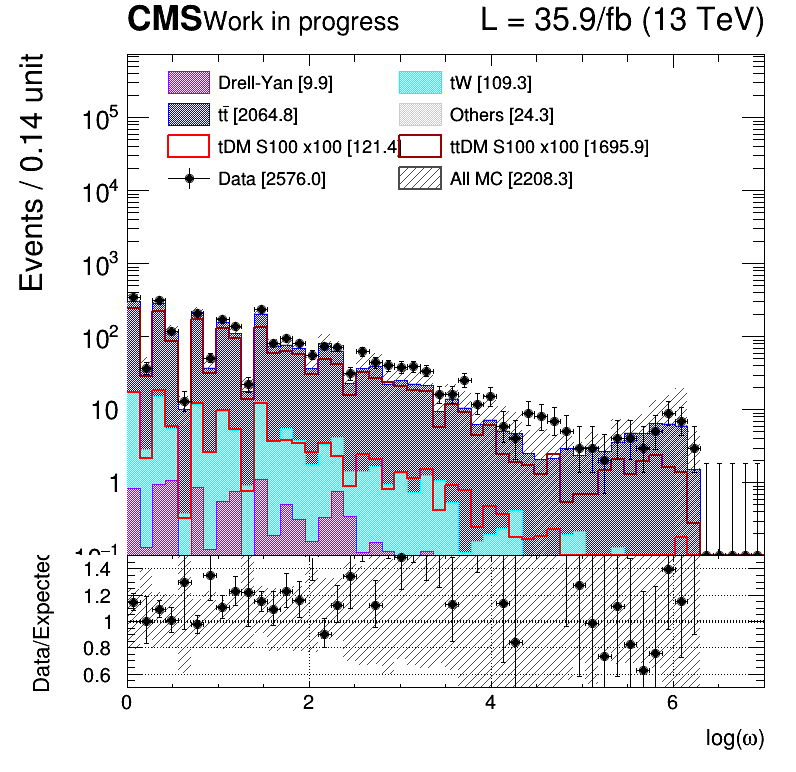 CMS Work in progress L = 35.9/fb (13 TeV)
Events / 0.14 unit
Drell-Yan [9.9] tW [109.3]
tt̄ [2064.8] Others [24.3]
tDM S100 x100 [121.4] ttDM S100 x100 [1695.9]
Data [2576.0] All MC [2208.3]
10⁵
10⁴
10³
10²
10
1
10⁻¹
Data/Expected
1.4
1.2
1
0.8
0.6
0 2 4 6
log(ω)